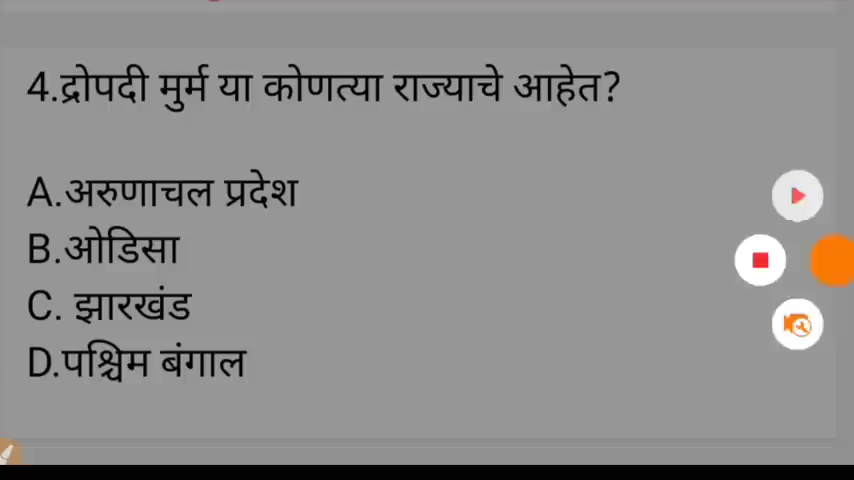 4.द्रोपदी मुर्म या कोणत्या राज्याचे आहेत?
A.अरुणाचल प्रदेश
B.ओडिसा
C. झारखंड
D.पश्चिम बंगाल